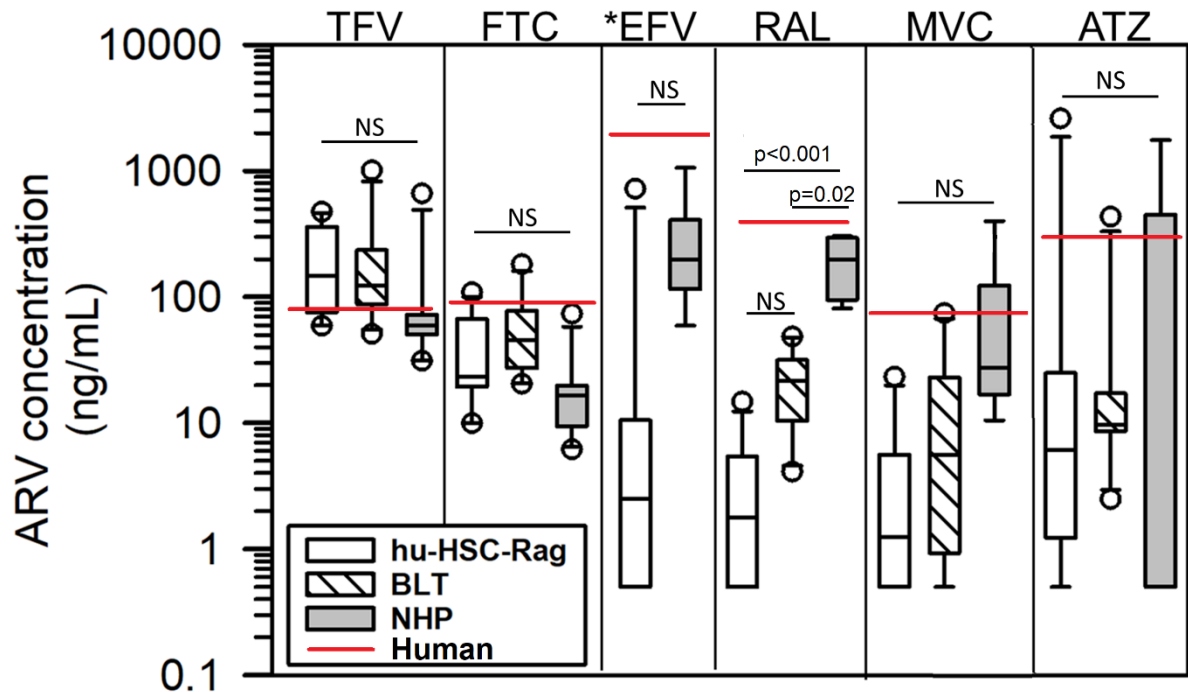 TFV FTC *EFV RAL MVC ATZ
10000
1000
100
10
1
0.1
ARV concentration
(ng/mL)
NS
NS
NS
p<0.001
p=0.02
NS
NS
NS
hu-HSC-Rag
BLT
NHP
Human